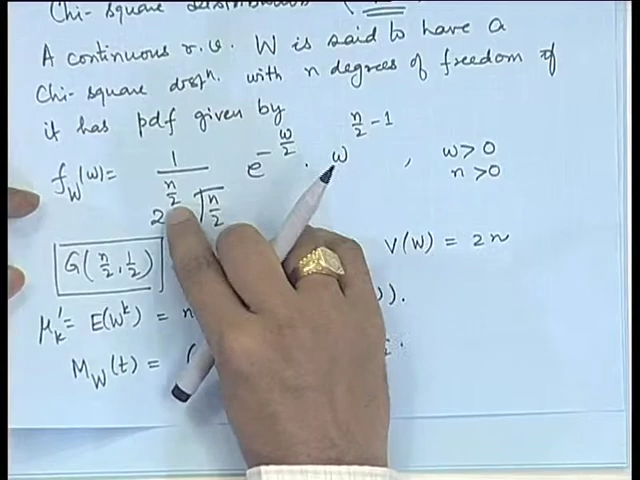 Chi-square distribution (
A continuous r.v. W is said to have a
Chi-square distⁿ. with n degrees of freedom if
it has pdf given by
f_W(w) = 1 / (2^{n/2} Γ(n/2)) e^{-w/2} · w^{n/2 - 1} , w>0
n>0
G(n/2, 1/2) V(W) = 2n
μ_k' = E(W^k) = n )).
M_W(t) = (